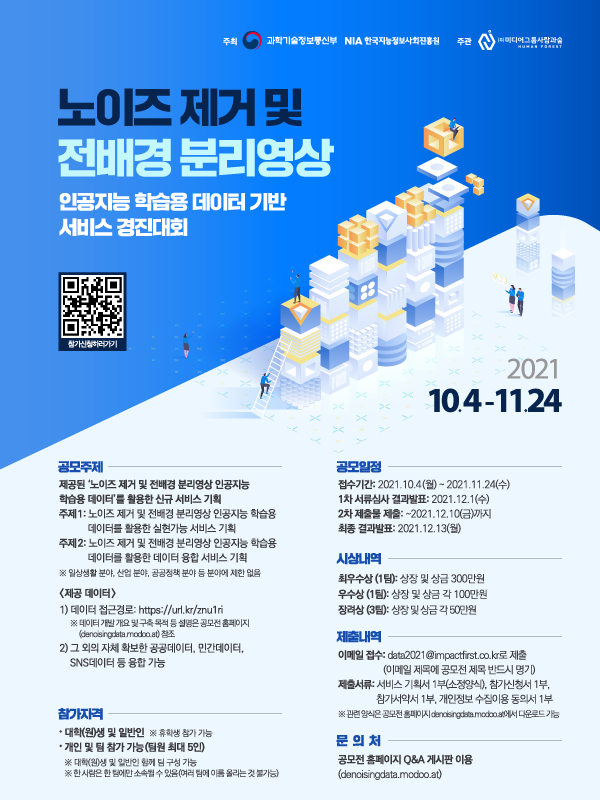 주최 과학기술정보통신부 NIA 한국지능정보사회진흥원 주관 (주)미디어그룹사람과숲
HUMAN FOREST
노이즈 제거 및
전배경 분리영상
인공지능 학습용 데이터 기반
서비스 경진대회
참가신청하러가기
2021
10.4 - 11.24
공모주제
제공된 '노이즈 제거 및 전배경 분리영상 인공지능
학습용 데이터'를 활용한 신규 서비스 기획
주제1: 노이즈 제거 및 전배경 분리영상 인공지능 학습용
데이터를 활용한 실현가능 서비스 기획
주제2: 노이즈 제거 및 전배경 분리영상 인공지능 학습용
데이터를 활용한 데이터 융합 서비스 기획
※ 일상생활 분야, 산업 분야, 공공정책 분야 등 분야에 제한 없음
<제공 데이터>
1) 데이터 접근경로: https://url.kr/znu1ri
※ 데이터 개발 개요 및 구축 목적 등 설명은 공모전 홈페이지
(denoisingdata.modoo.at) 참조
2) 그 외의 자체 확보한 공공데이터, 민간데이터,
SNS데이터 등 융합 가능
참가자격
· 대학(원)생 및 일반인 ※ 휴학생 참가 가능
· 개인 및 팀 참가 가능 (팀원 최대 5인)
※ 대학(원)생 및 일반인 함께 팀 구성 가능
※ 한 사람은 한 팀에만 소속될 수 있음(여러 팀에 이름 올리는 것 불가능)
공모일정
접수기간: 2021.10.4(월) ~ 2021.11.24(수)
1차 서류심사 결과발표: 2021.12.1(수)
2차 제출물 제출: ~2021.12.10(금)까지
최종 결과발표: 2021.12.13(월)
시상내역
최우수상 (1팀): 상장 및 상금 300만원
우수상 (1팀): 상장 및 상금 각 100만원
장려상 (3팀): 상장 및 상금 각 50만원
제출내역
이메일 접수: data2021@impactfirst.co.kr로 제출
(이메일 제목에 공모전 제목 반드시 명기)
제출서류: 서비스 기획서 1부(소정양식), 참가신청서 1부,
참가서약서 1부, 개인정보 수집이용 동의서 1부
※ 관련 양식은 공모전 홈페이지 denoisingdata.modoo.at에서 다운로드 가능
문 의 처
공모전 홈페이지 Q&A 게시판 이용
(denoisingdata.modoo.at)